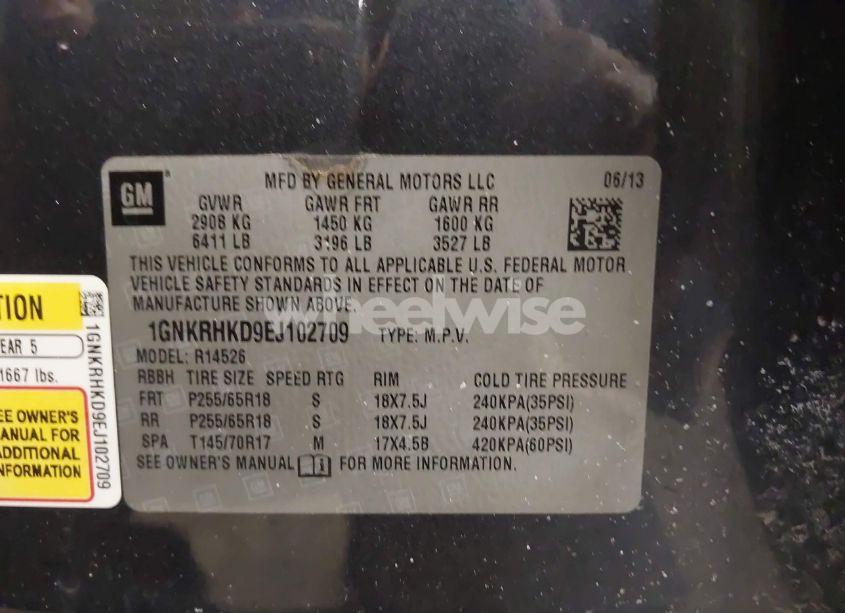 GM
MFD BY GENERAL MOTORS LLC 06/13
GVWR GAWR FRT GAWR RR
2908 KG 1450 KG 1600 KG
6411 LB 3196 LB 3527 LB
THIS VEHICLE CONFORMS TO ALL APPLICABLE U.S. FEDERAL MOTOR
VEHICLE SAFETY STANDARDS IN EFFECT ON THE DATE OF
MANUFACTURE SHOWN ABOVE.
1GNKRHKD9EJ102709 TYPE: M.P.V.
MODEL: R14526
RBBH TIRE SIZE SPEED RTG RIM COLD TIRE PRESSURE
FRT P255/65R18 S 18X7.5J 240KPA(35PSI)
RR P255/65R18 S 18X7.5J 240KPA(35PSI)
SPA T145/70R17 M 17X4.5B 420KPA(60PSI)
SEE OWNER'S MANUAL i FOR MORE INFORMATION.
wheelwise
TION
EAR 5
1667 lbs.
SEE OWNER'S
ANUAL FOR
ADDITIONAL
INFORMATION
1GNKRHKD9EJ102709